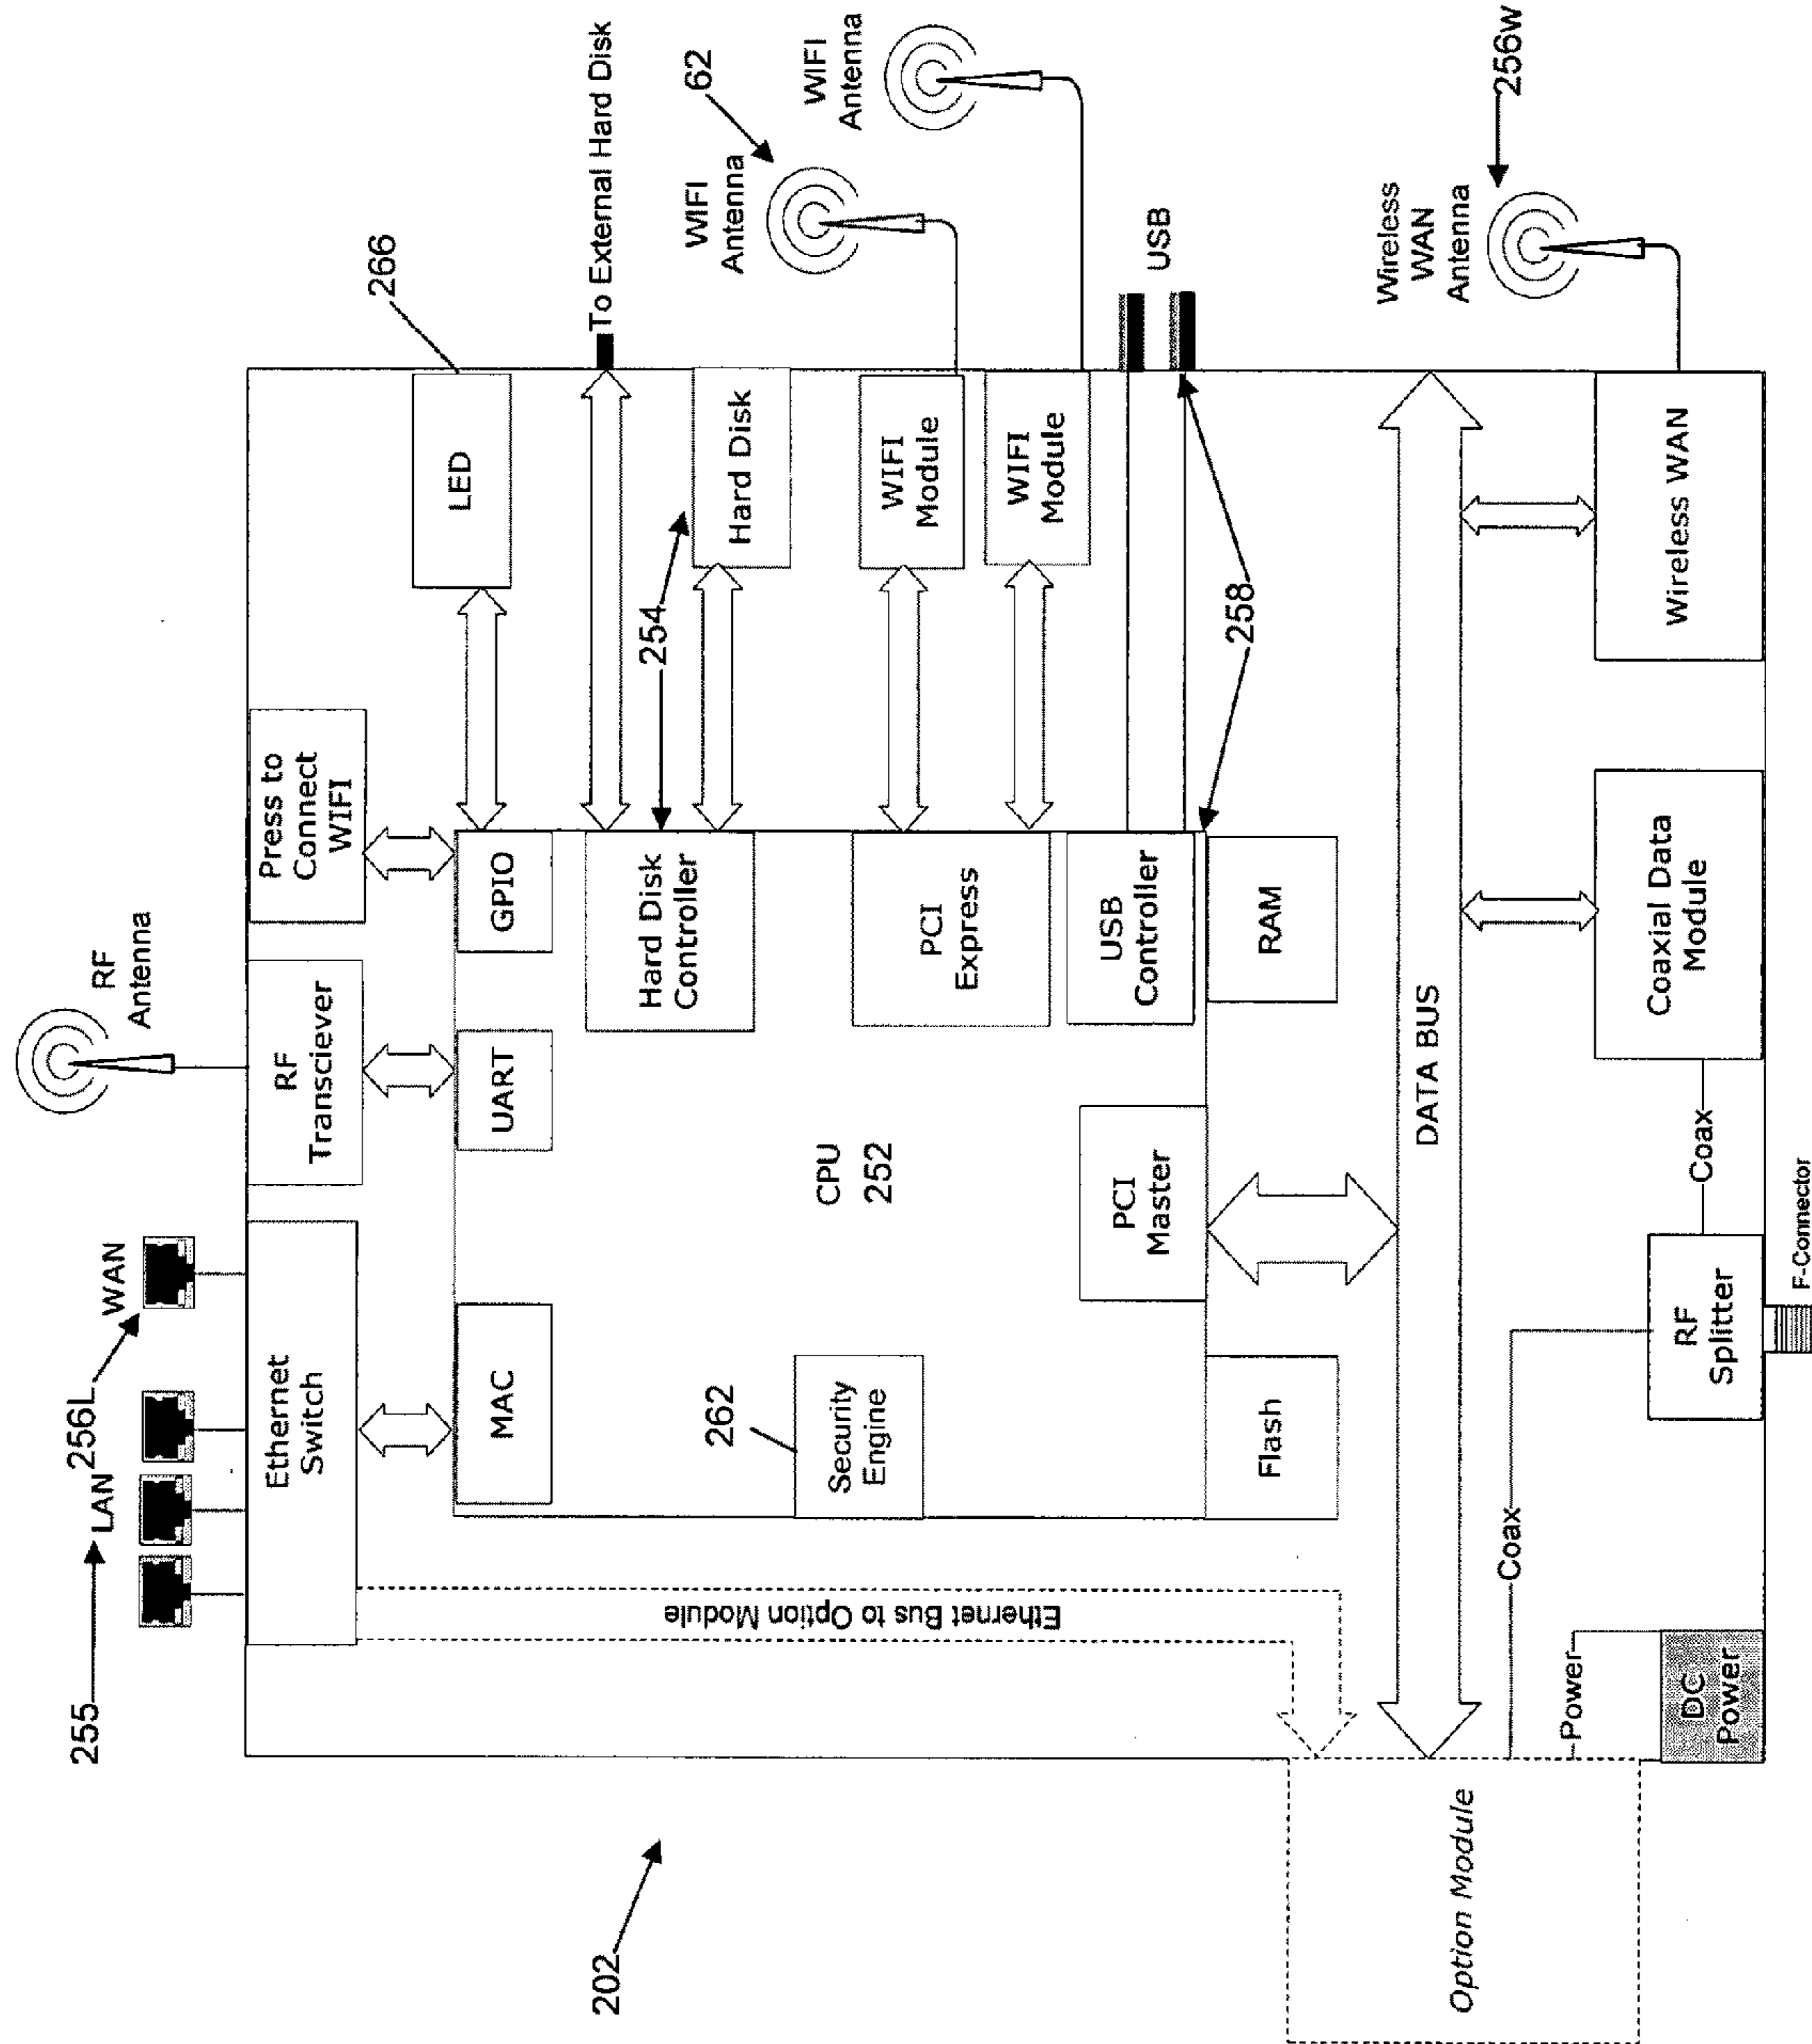 255
LAN
256L
WAN
RF
Antenna
Ethernet
Switch
RF
Transciever
Press to
Connect
WIFI
LED
266
To External Hard Disk
MAC
UART
GPIO
Hard Disk
Controller
254
Hard Disk
WIFI
Antenna
62
WIFI
Antenna
Ethernet Bus to Option Module
Security
Engine
262
CPU
252
PCI
Express
WIFI
Module
WIFI
Module
PCI
Master
USB
Controller
USB
258
Flash
RAM
202
DATA BUS
Option Module
Coax
Power
DC
Power
RF
Splitter
F-Connector
Coax
Coaxial Data
Module
Wireless WAN
Wireless
WAN
Antenna
256w